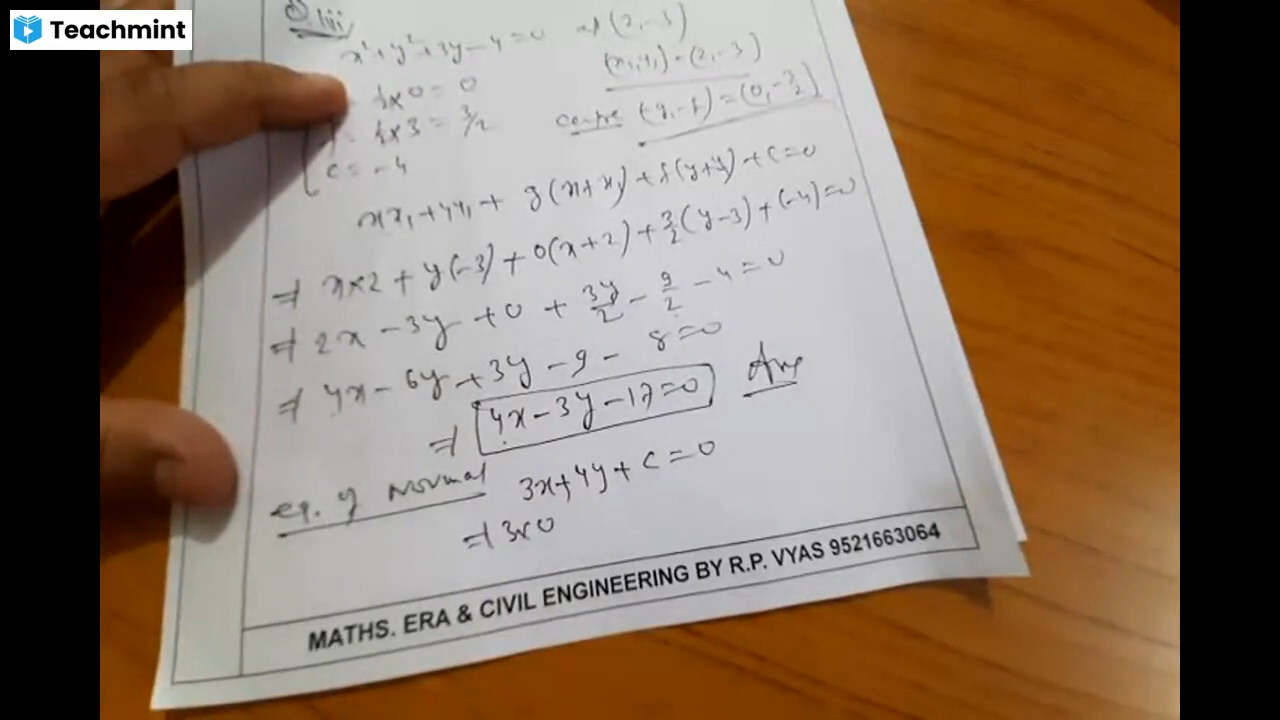 Teachmint
Q. iii
x²+y²+3y-4=0 at (2,-3)
(x₁,y₁)=(2,-3)
½×0=0
½×3=3/2 centre (-g,-f)=(0,-3/2)
c=-4
xx₁+yy₁+g(x+x₁)+f(y+y₁)+c=0
⇒ x×2+y(-3)+0(x+2)+3/2(y-3)+(-4)=0
⇒ 2x-3y+0+3y/2-9/2-4=0
⇒ 4x-6y+3y-9-8=0
⇒ 4x-3y-17=0 Ans
eq. of Normal 3x+4y+c=0
⇒ 3×0
MATHS. ERA & CIVIL ENGINEERING BY R.P. VYAS 9521663064